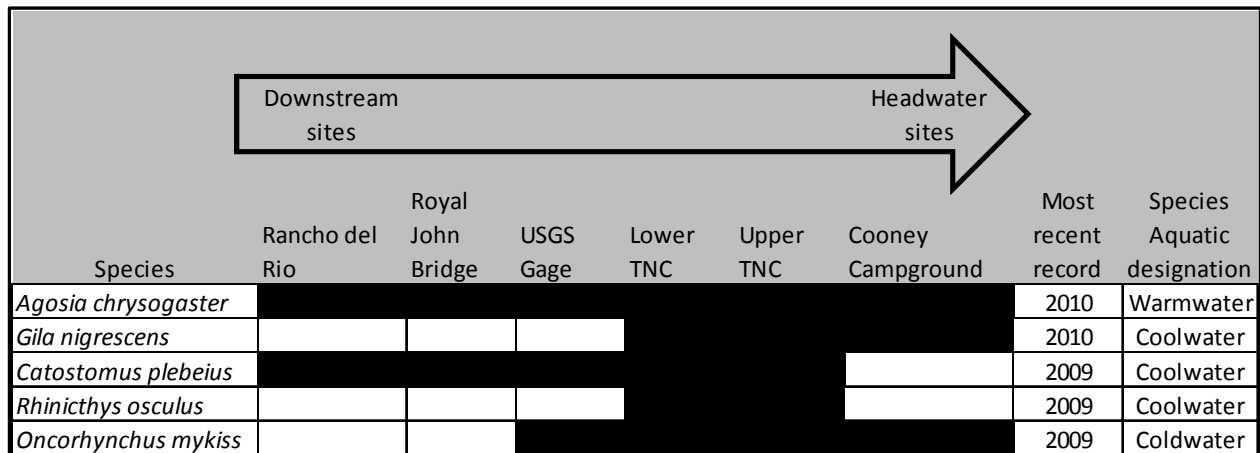 Downstream Headwater
sites sites
Royal Most Species
Rancho del John USGS Lower Upper Cooney recent Aquatic
Species Rio Bridge Gage TNC TNC Campground record designation
Agosia chrysogaster 2010 Warmwater
Gila nigrescens 2010 Coolwater
Catostomus plebeius 2009 Coolwater
Rhinicthys osculus 2009 Coolwater
Oncorhynchus mykiss 2009 Coldwater